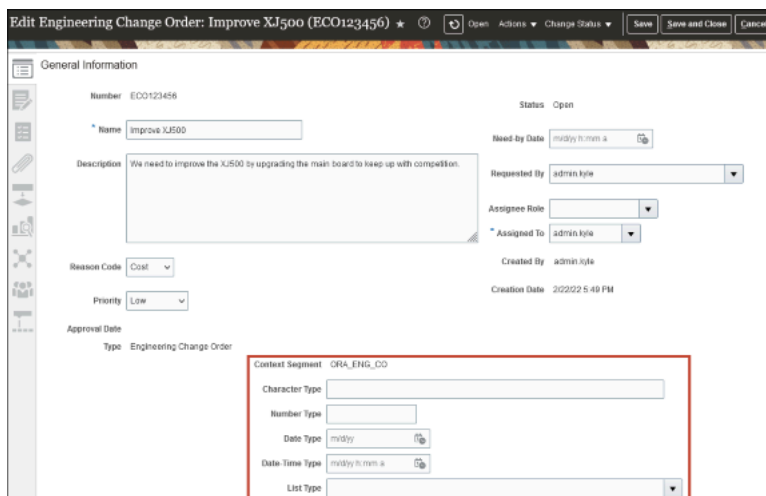 Edit Engineering Change Order: Improve XJ500 (ECO123456) ★ Open Actions ▼ Change Status ▼ Save Save and Close Cance
General Information
Number ECO123456
Status Open
* Name Improve XJ500
Need-by Date m/d/yy h:mm a
Description We need to improve the XJ500 by upgrading the main board to keep up with competition.
Requested By admin.kyle
Assignee Role
* Assigned To admin.kyle
Reason Code Cost
Created By admin.kyle
Priority Low
Creation Date 2/22/22 5:49 PM
Approval Date
Type Engineering Change Order
Context Segment ORA_ENG_CO
Character Type
Number Type
Date Type m/d/yy
Date-Time Type m/d/yy h:mm a
List Type